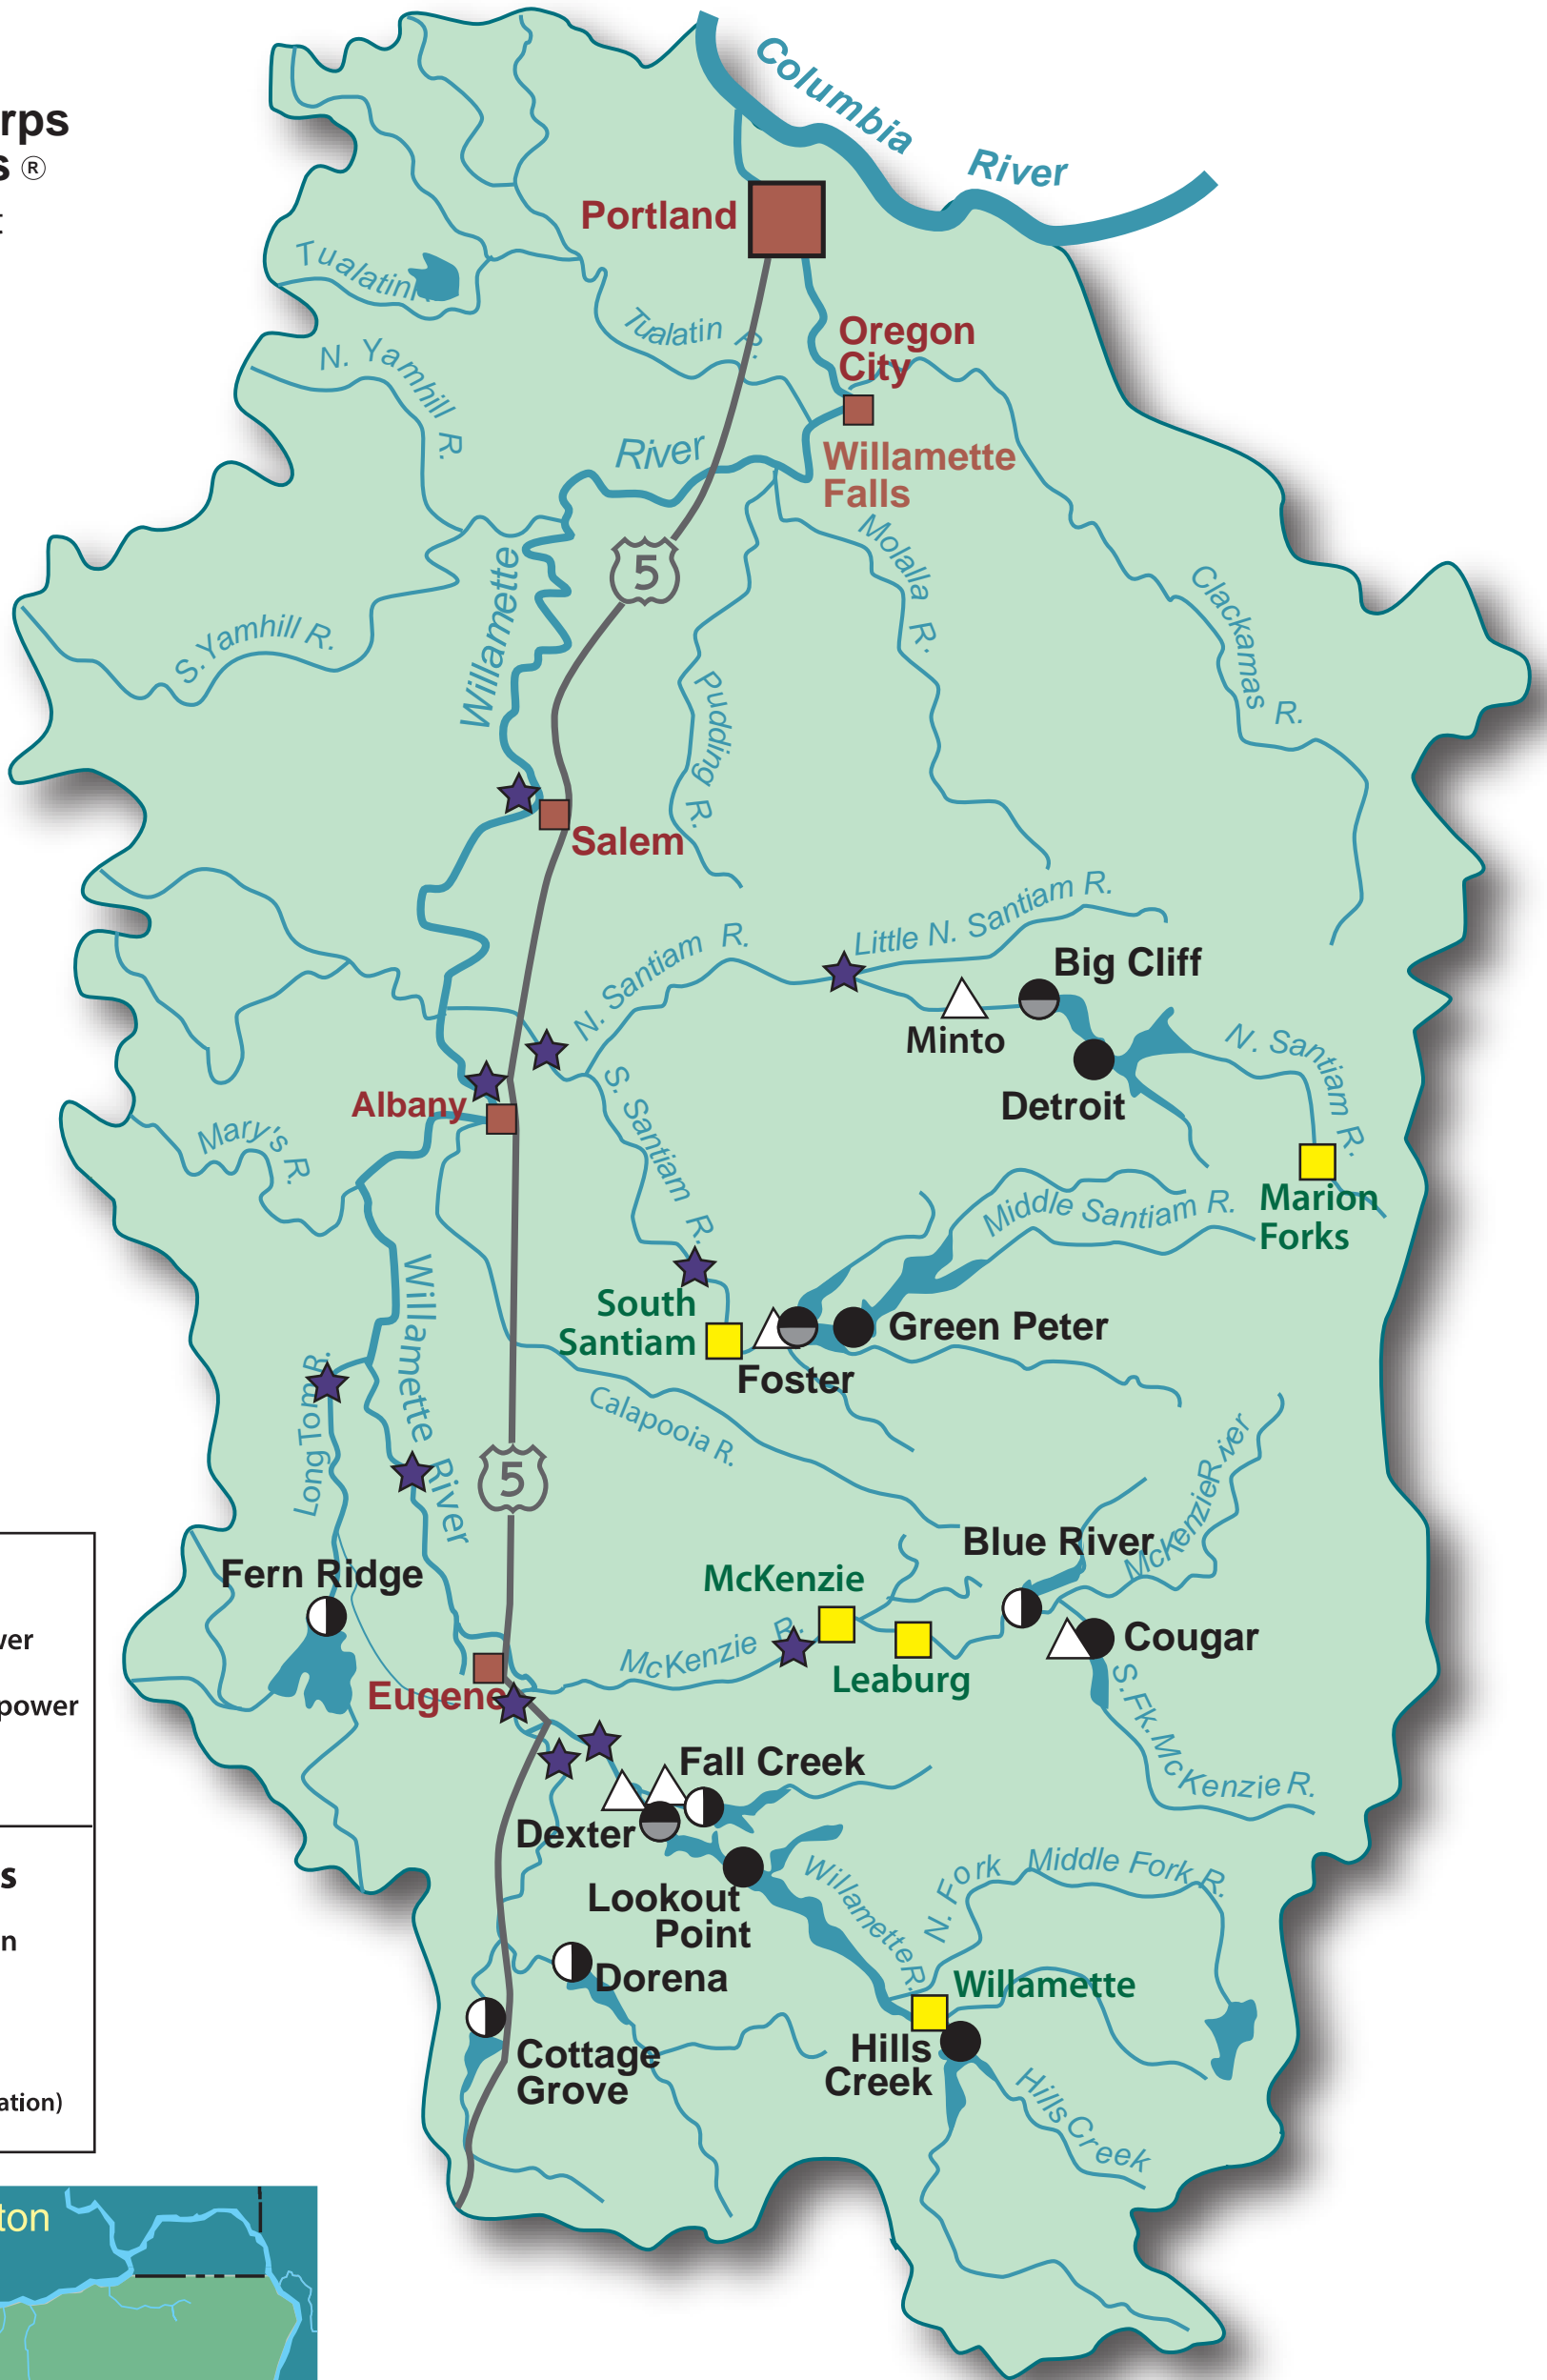 rps
s ®
t
Columbia River
Portland
Tualatin R.
Tualatin R.
Oregon
City
N. Yamhill R.
River
Willamette
Falls
5
Molalla R.
Willamette
Clackamas R.
S. Yamhill R.
Pudding R.
Salem
Little N. Santiam R.
N. Santiam R.
Big Cliff
Minto
N. Santiam R.
Detroit
S. Santiam R.
Albany
Mary's R.
Marion
Forks
Middle Santiam R.
South
Santiam
Green Peter
Foster
Willamette River
Long Tom R.
Calapooia R.
5
McKenzie River
Blue River
Fern Ridge
McKenzie
McKenzie R.
Cougar
Leaburg
Eugene
S. Fk. McKenzie R.
Fall Creek
Dexter
Lookout
Point
Willamette R.
N. Fork Middle Fork R.
Dorena
Willamette
Cottage
Grove
Hills
Creek
Hills Creek
wer
power
s
n
ation)
ton